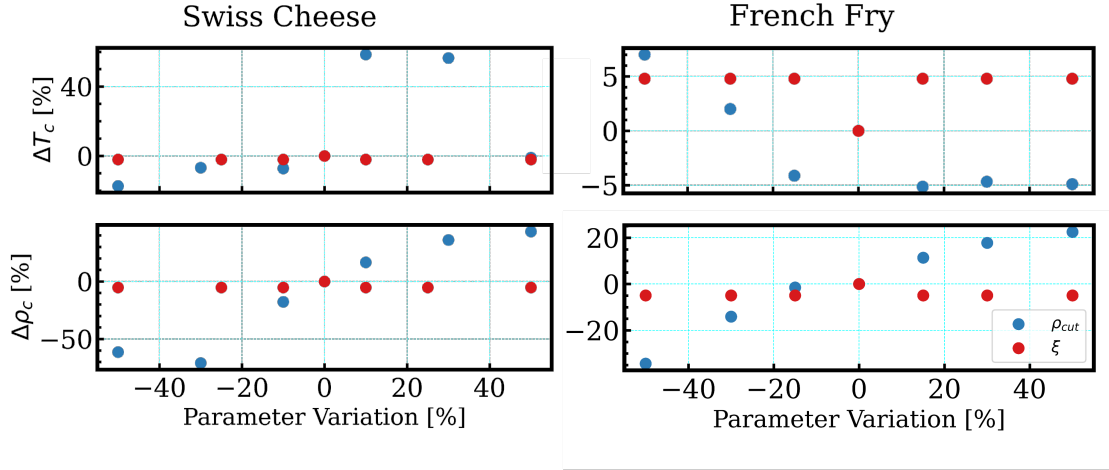 Swiss Cheese
French Fry
ΔT_c [%]
40
0
5
0
−5
Δρ_c [%]
0
−50
20
0
−20
ρ_cut
ξ
−40 −20 0 20 40
−40 −20 0 20 40
Parameter Variation [%]
Parameter Variation [%]